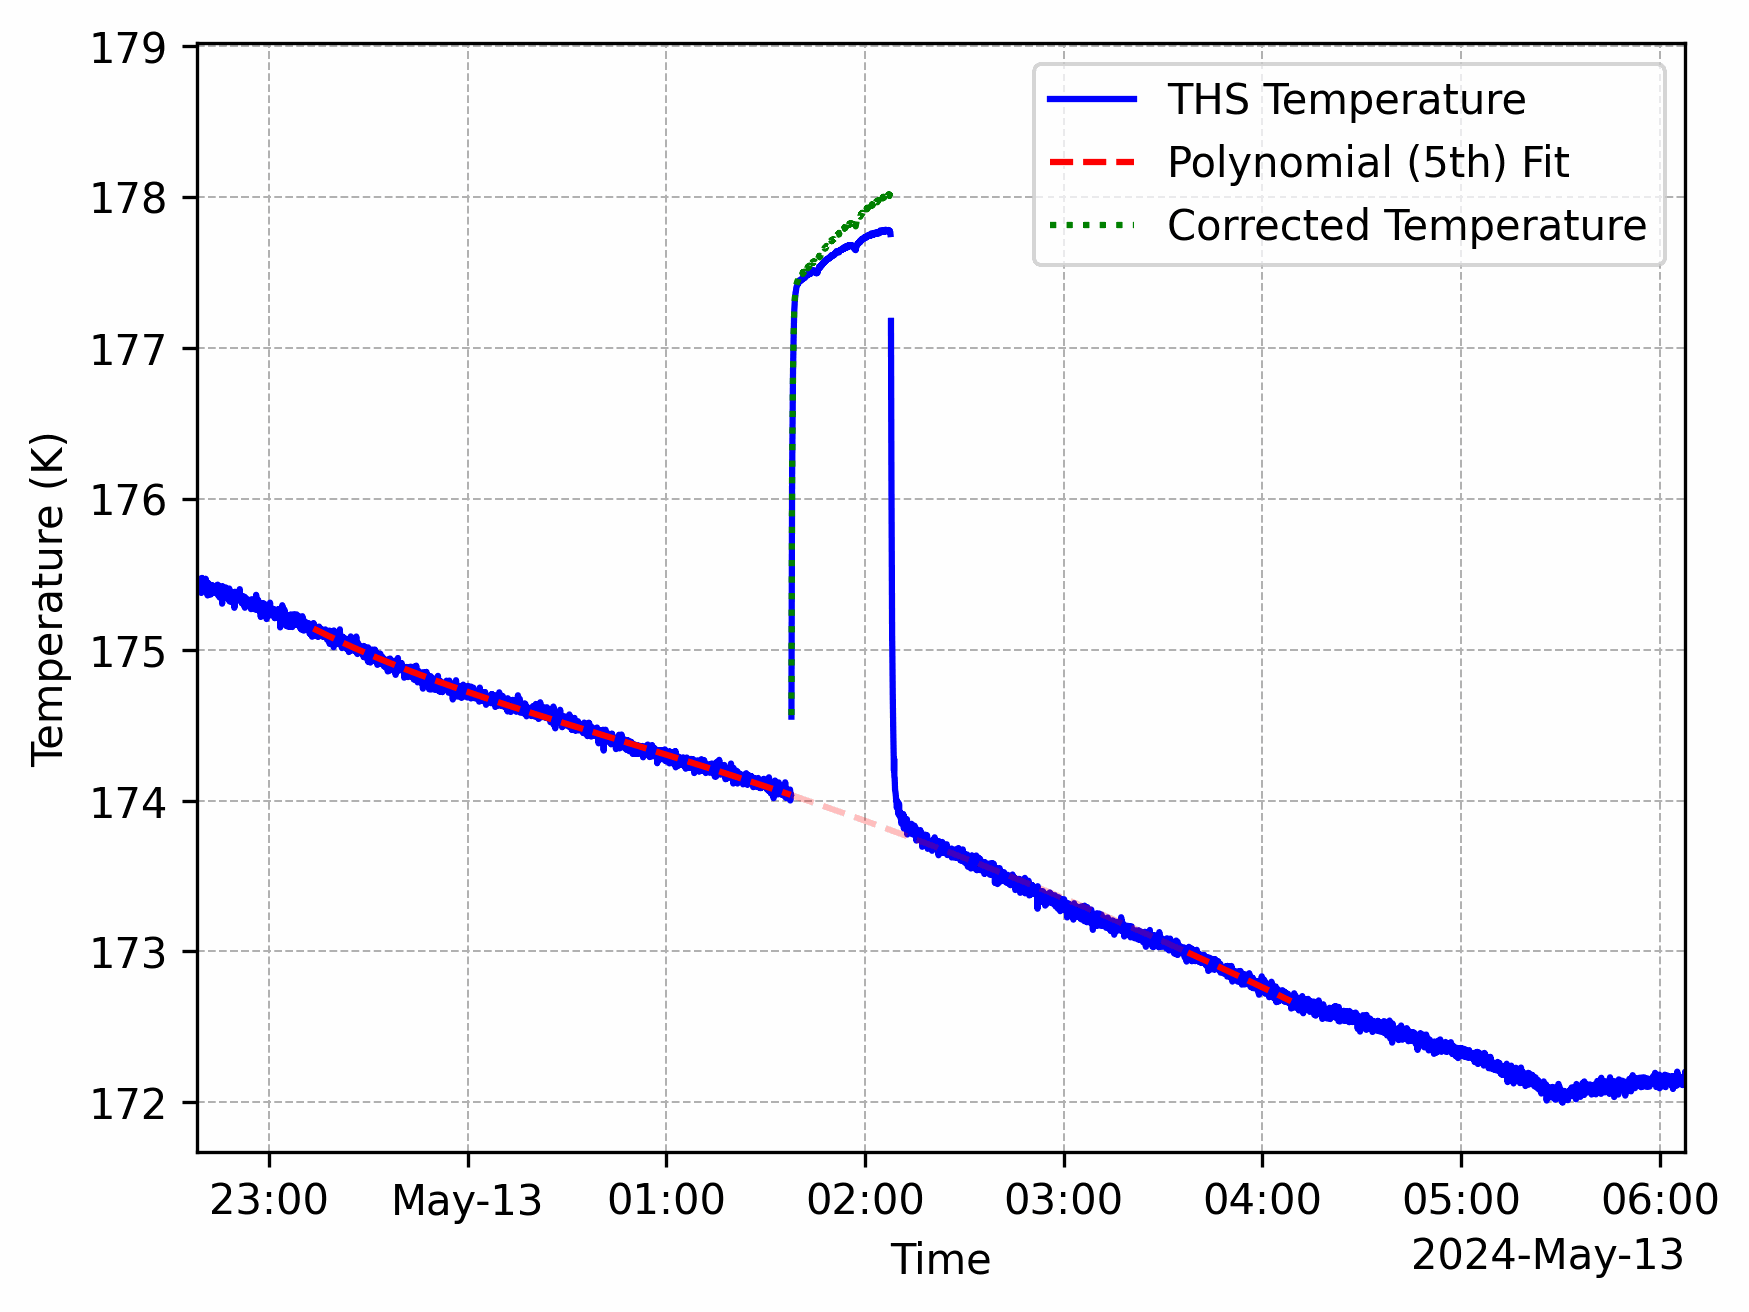 179
178
177
176
175
174
173
172
Temperature (K)
THS Temperature
Polynomial (5th) Fit
Corrected Temperature
23:00 May-13 01:00 02:00 03:00 04:00 05:00 06:00
Time
2024-May-13